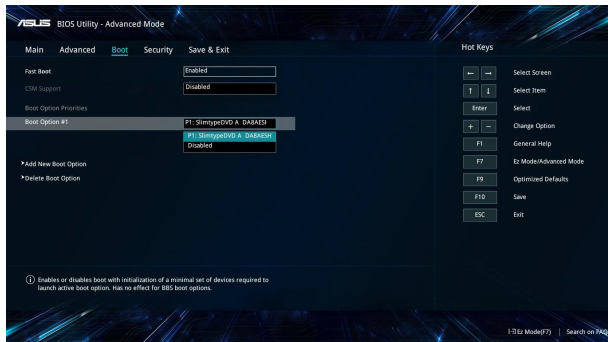 ASUS BIOS Utility - Advanced Mode
Main Advanced Boot Security Save & Exit
Hot Keys
Fast Boot Enabled
CSM Support Disabled
Boot Option Priorities
Boot Option #1 P1: SlimtypeDVD A DA8AESI
P1: SlimtypeDVD A DA8AESH
Disabled
>Add New Boot Option
>Delete Boot Option
← → Select Screen
↑ ↓ Select Item
Enter Select
+ − Change Option
F1 General Help
F7 Ez Mode/Advanced Mode
F9 Optimized Defaults
F10 Save
ESC Exit
Enables or disables boot with initialization of a minimal set of devices required to
launch active boot option. Has no effect for BBS boot options.
Ez Mode(F7) | Search on FAQ